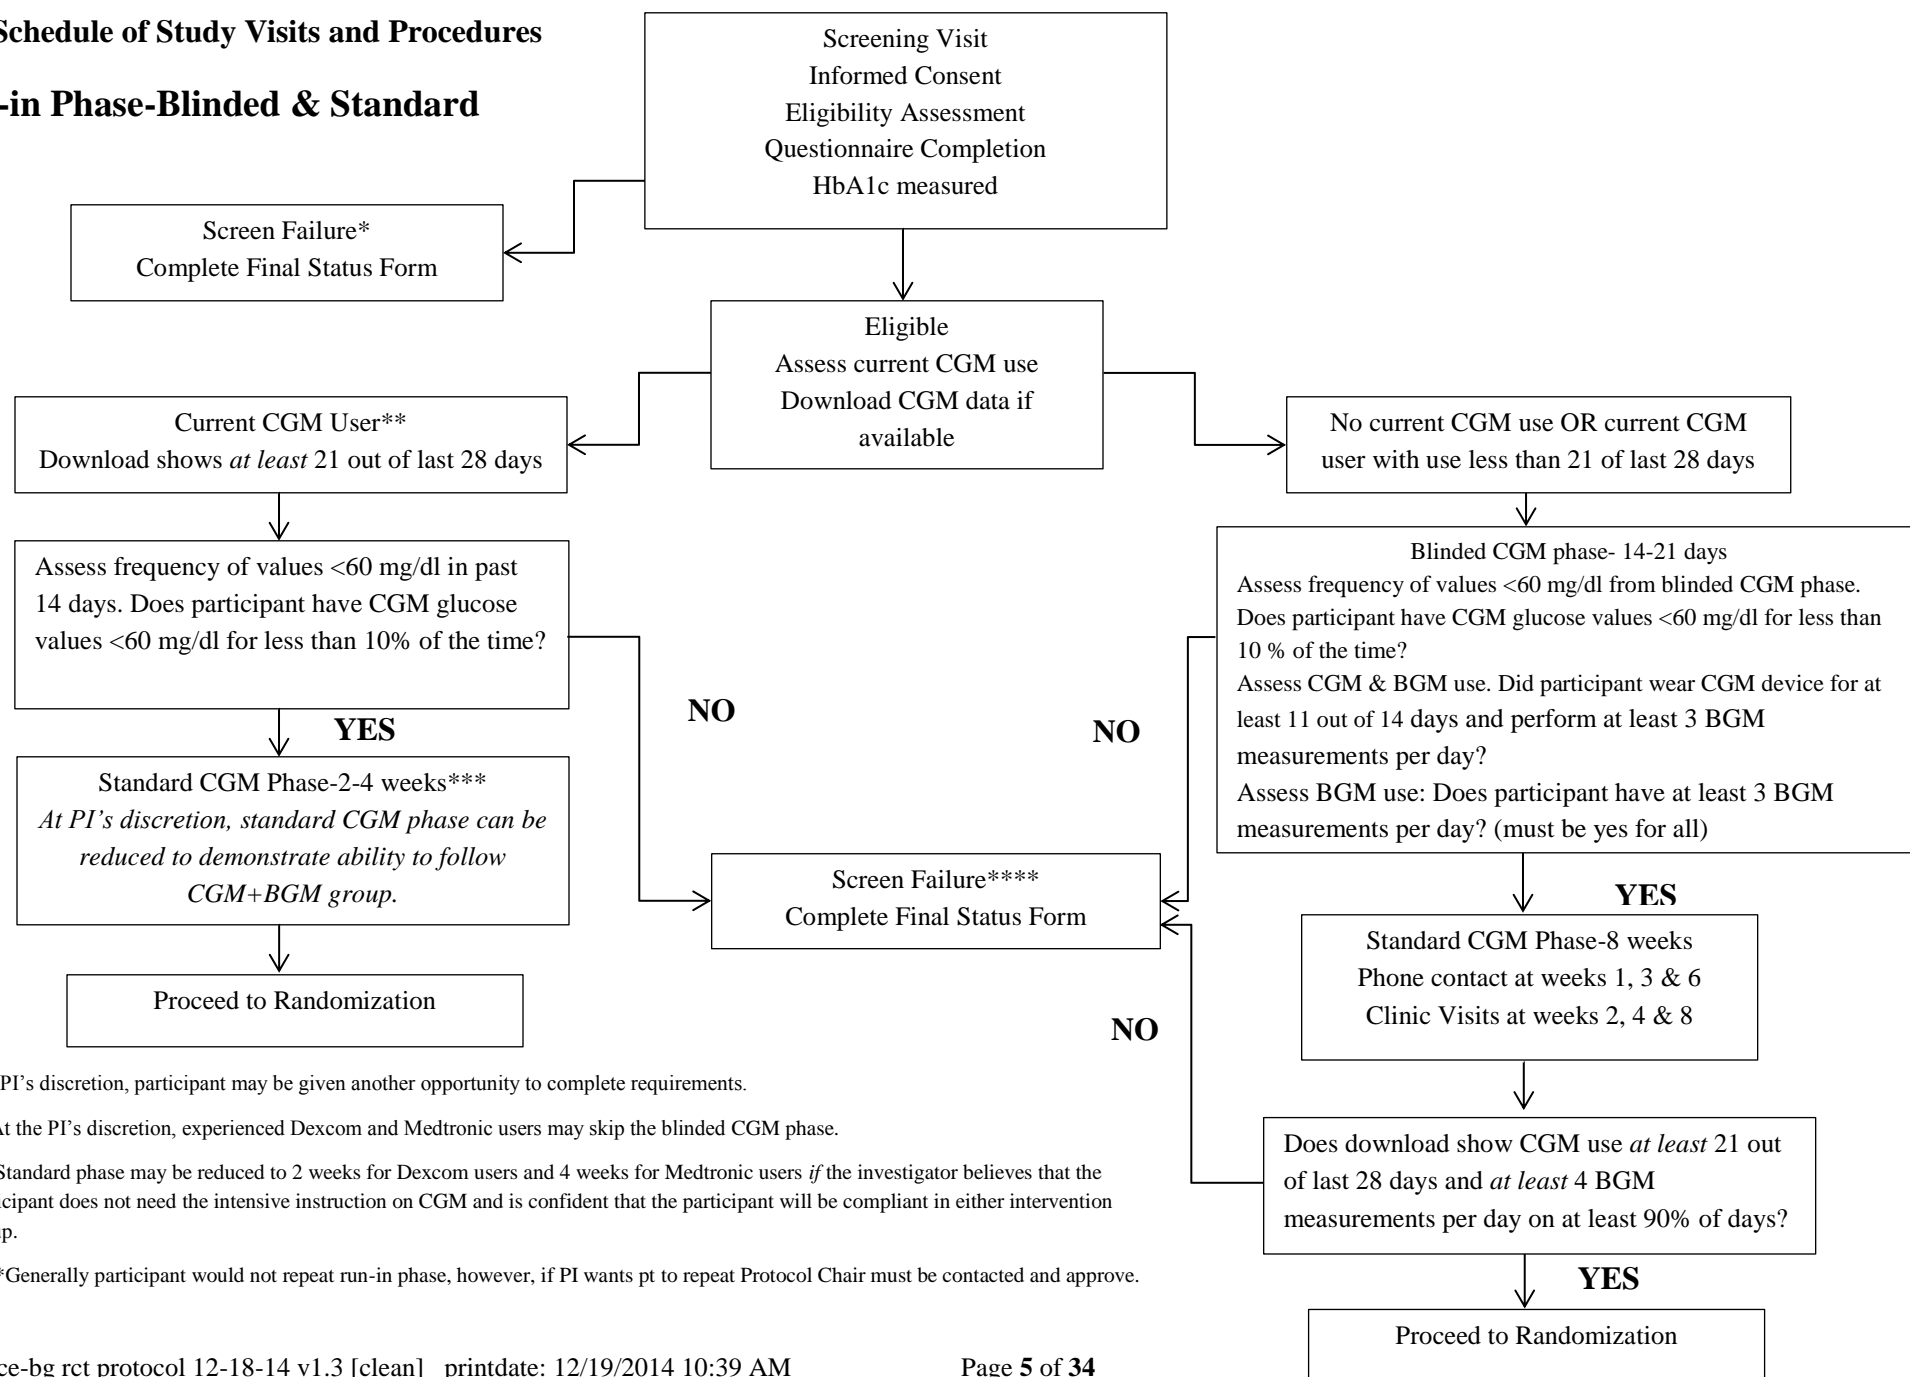 Schedule of Study Visits and Procedures
-in Phase-Blinded & Standard
Screening Visit
Informed Consent
Eligibility Assessment
Questionnaire Completion
HbA1c measured
Screen Failure*
Complete Final Status Form
Eligible
Assess current CGM use
Download CGM data if
available
Current CGM User**
Download shows at least 21 out of last 28 days
No current CGM use OR current CGM
user with use less than 21 of last 28 days
Assess frequency of values <60 mg/dl in past
14 days. Does participant have CGM glucose
values <60 mg/dl for less than 10% of the time?
Blinded CGM phase- 14-21 days
Assess frequency of values <60 mg/dl from blinded CGM phase.
Does participant have CGM glucose values <60 mg/dl for less than
10 % of the time?
Assess CGM & BGM use. Did participant wear CGM device for at
least 11 out of 14 days and perform at least 3 BGM
measurements per day?
Assess BGM use: Does participant have at least 3 BGM
measurements per day? (must be yes for all)
NO
NO
YES
Standard CGM Phase-2-4 weeks***
At PI’s discretion, standard CGM phase can be
reduced to demonstrate ability to follow
CGM+BGM group.
Screen Failure****
Complete Final Status Form
YES
Standard CGM Phase-8 weeks
Phone contact at weeks 1, 3 & 6
Clinic Visits at weeks 2, 4 & 8
Proceed to Randomization
NO
Does download show CGM use at least 21 out
of last 28 days and at least 4 BGM
measurements per day on at least 90% of days?
YES
Proceed to Randomization
PI’s discretion, participant may be given another opportunity to complete requirements.
At the PI’s discretion, experienced Dexcom and Medtronic users may skip the blinded CGM phase.
Standard phase may be reduced to 2 weeks for Dexcom users and 4 weeks for Medtronic users if the investigator believes that the
icipant does not need the intensive instruction on CGM and is confident that the participant will be compliant in either intervention
up.
*Generally participant would not repeat run-in phase, however, if PI wants pt to repeat Protocol Chair must be contacted and approve.
ce-bg rct protocol 12-18-14 v1.3 [clean] printdate: 12/19/2014 10:39 AM Page 5 of 34